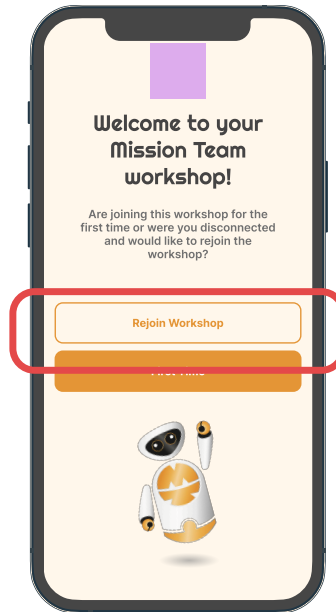 Welcome to your
Mission Team
workshop!
Are joining this workshop for the
first time or were you disconnected
and would like to rejoin the
workshop?
Rejoin Workshop
First Time